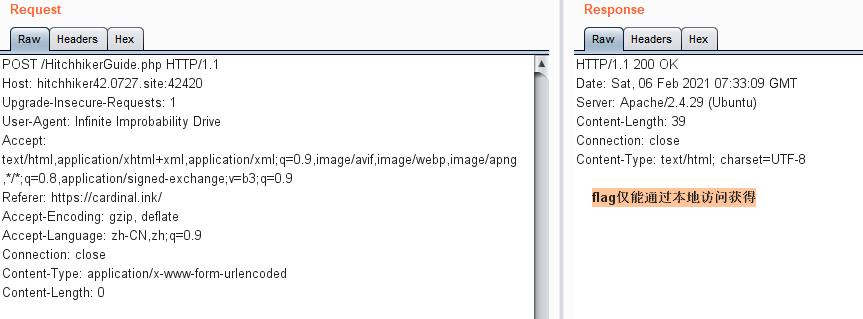 Request
Raw Headers Hex
POST /HitchhikerGuide.php HTTP/1.1
Host: hitchhiker42.0727.site:42420
Upgrade-Insecure-Requests: 1
User-Agent: Infinite Improbability Drive
Accept:
text/html,application/xhtml+xml,application/xml;q=0.9,image/avif,image/webp,image/apng
,*/*;q=0.8,application/signed-exchange;v=b3;q=0.9
Referer: https://cardinal.ink/
Accept-Encoding: gzip, deflate
Accept-Language: zh-CN,zh;q=0.9
Connection: close
Content-Type: application/x-www-form-urlencoded
Content-Length: 0
Response
Raw Headers Hex
HTTP/1.1 200 OK
Date: Sat, 06 Feb 2021 07:33:09 GMT
Server: Apache/2.4.29 (Ubuntu)
Content-Length: 39
Connection: close
Content-Type: text/html; charset=UTF-8
flag仅能通过本地访问获得